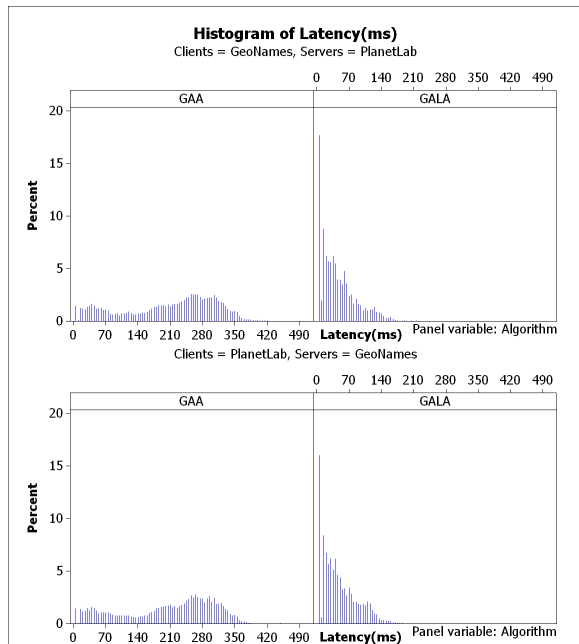 Histogram of Latency(ms)
Clients = GeoNames, Servers = PlanetLab
0 70 140 210 280 350 420 490
GAA GALA
20
15
10
5
0
Percent
0 70 140 210 280 350 420 490
Latency(ms)
Panel variable: Algorithm
Clients = PlanetLab, Servers = GeoNames
0 70 140 210 280 350 420 490
GAA GALA
20
15
10
5
0
Percent
0 70 140 210 280 350 420 490
Latency(ms)
Panel variable: Algorithm